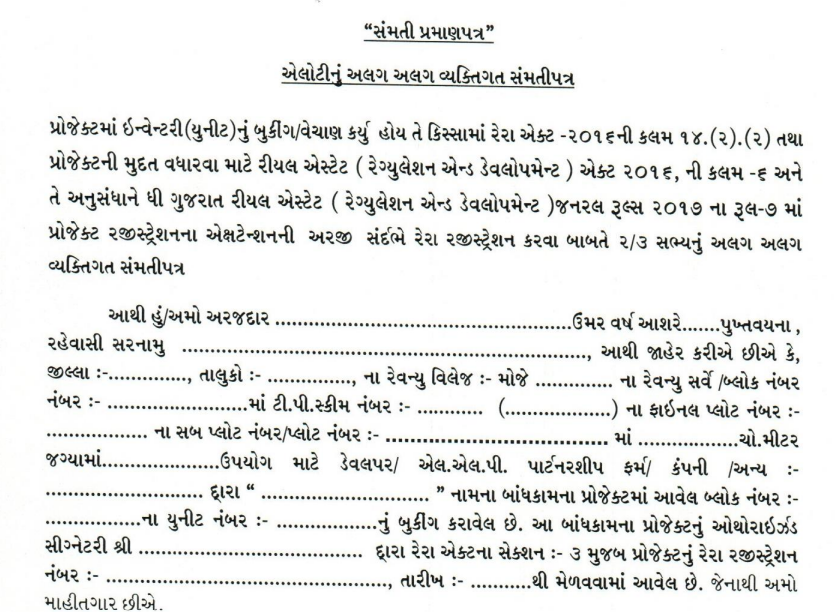 “સંમતી પ્રમાણપત્ર”
એલોટીનું અલગ અલગ વ્યક્તિગત સંમતીપત્ર
પ્રોજેક્ટમાં ઇન્વેન્ટરી(યુનીટ)નું બુકીંગ/વેચાણ કર્યુ હોય તે કિસ્સામાં રેરા એક્ટ -૨૦૧૬ની કલમ ૧૪.(૨).(૨) તથા
પ્રોજેક્ટની મુદત વધારવા માટે રીયલ એસ્ટેટ ( રેગ્યુલેશન એન્ડ ડેવલોપમેન્ટ ) એક્ટ ૨૦૧૬, ની કલમ -૬ અને
તે અનુસંધાને ધી ગુજરાત રીયલ એસ્ટેટ ( રેગ્યુલેશન એન્ડ ડેવલોપમેન્ટ )જનરલ રૂલ્સ ૨૦૧૭ ના રૂલ-૭ માં
પ્રોજેક્ટ રજીસ્ટ્રેશનના એક્ષટેન્શનની અરજી સંર્દભે રેરા રજીસ્ટ્રેશન કરવા બાબતે ૨/૩ સભ્યનું અલગ અલગ
વ્યક્તિગત સંમતીપત્ર
આથી હું/અમો અરજદાર ...............................................ઉમર વર્ષ આશરે.......પુખ્તવયના ,
રહેવાસી સરનામુ .................................................................., આથી જાહેર કરીએ છીએ કે,
જીલ્લા :-............., તાલુકો :- .............., ના રેવન્યુ વિલેજ :- મોજે ............. ના રેવન્યુ સર્વે /બ્લોક નંબર
નંબર :- .......................માં ટી.પી.સ્કીમ નંબર :- ........... (.................) ના ફાઇનલ પ્લોટ નંબર :-
................. ના સબ પ્લોટ નંબર/પ્લોટ નંબર :- ..................................... માં .................ચો.મીટર
જગ્યામાં....................ઉપયોગ માટે ડેવલપર/ એલ.એલ.પી. પાર્ટનરશીપ ફર્મ/ કંપની /અન્ય :-
.......................... દ્વારા “ ............................ ” નામના બાંધકામના પ્રોજેક્ટમાં આવેલ બ્લોક નંબર :-
................ના યુનીટ નંબર :- .................નું બુકીંગ કરાવેલ છે. આ બાંધકામના પ્રોજેક્ટનું ઓથોરાઇર્ઝડ
સીગ્નેટરી શ્રી ..................................... દ્વારા રેરા એક્ટના સેક્શન :- ૩ મુજબ પ્રોજેક્ટનું રેરા રજીસ્ટ્રેશન
નંબર :- ..............................................., તારીખ :- ..........થી મેળવવામાં આવેલ છે. જેનાથી અમો
માહીતગાર છીએ.